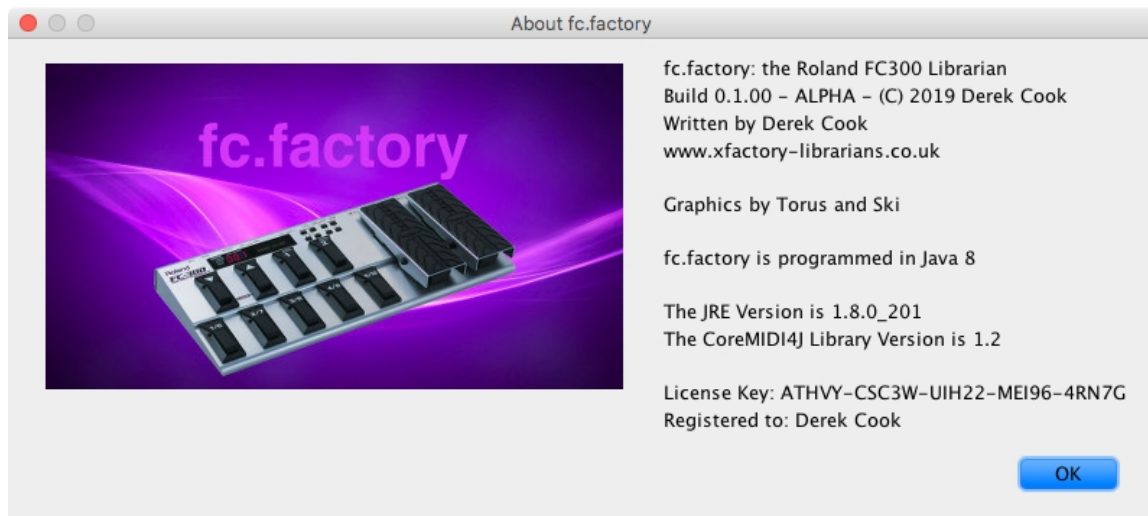 About fc.factory
fc.factory
Roland
FC-300
fc.factory: the Roland FC300 Librarian
Build 0.1.00 – ALPHA – (C) 2019 Derek Cook
Written by Derek Cook
www.xfactory-librarians.co.uk
Graphics by Torus and Ski
fc.factory is programmed in Java 8
The JRE Version is 1.8.0_201
The CoreMIDI4J Library Version is 1.2
License Key: ATHVY-CSC3W-UIH22-MEI96-4RN7G
Registered to: Derek Cook
OK